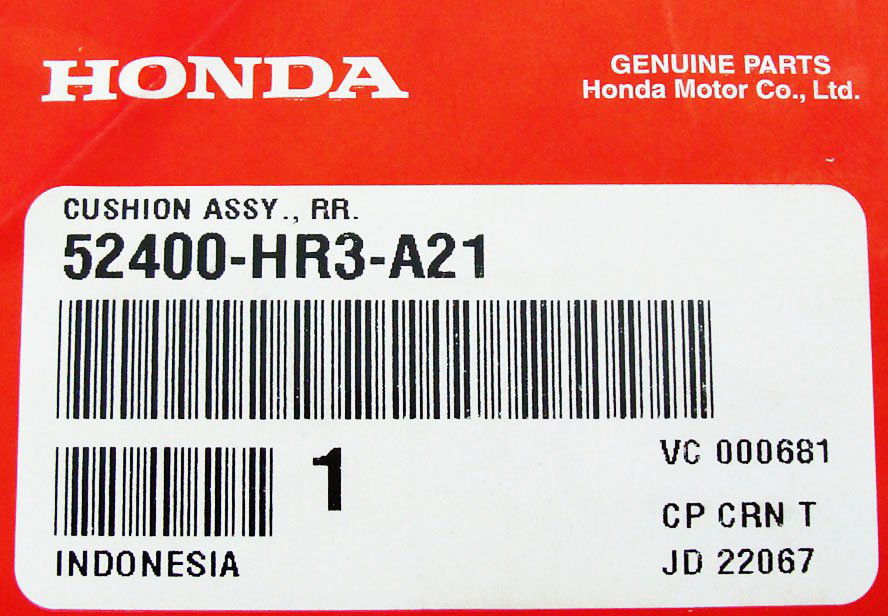 HONDA
GENUINE PARTS
Honda Motor Co., Ltd.
CUSHION ASSY., RR.
52400-HR3-A21
1
VC 000681
CP CRN T
INDONESIA
JD 22067